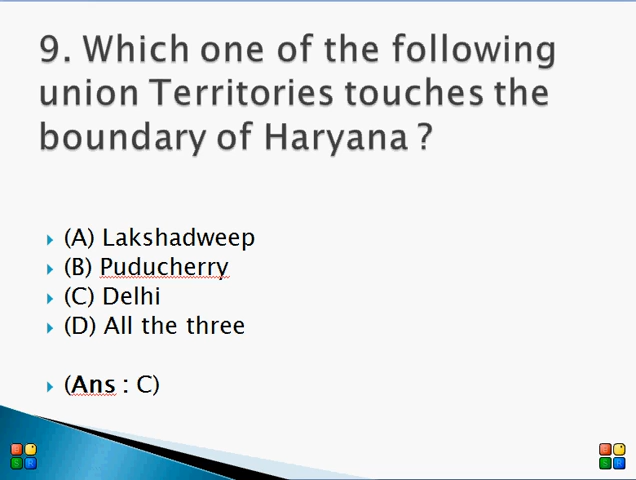 9. Which one of the following
union Territories touches the
boundary of Haryana ?
(A) Lakshadweep
(B) Puducherry
(C) Delhi
(D) All the three
(Ans : C)